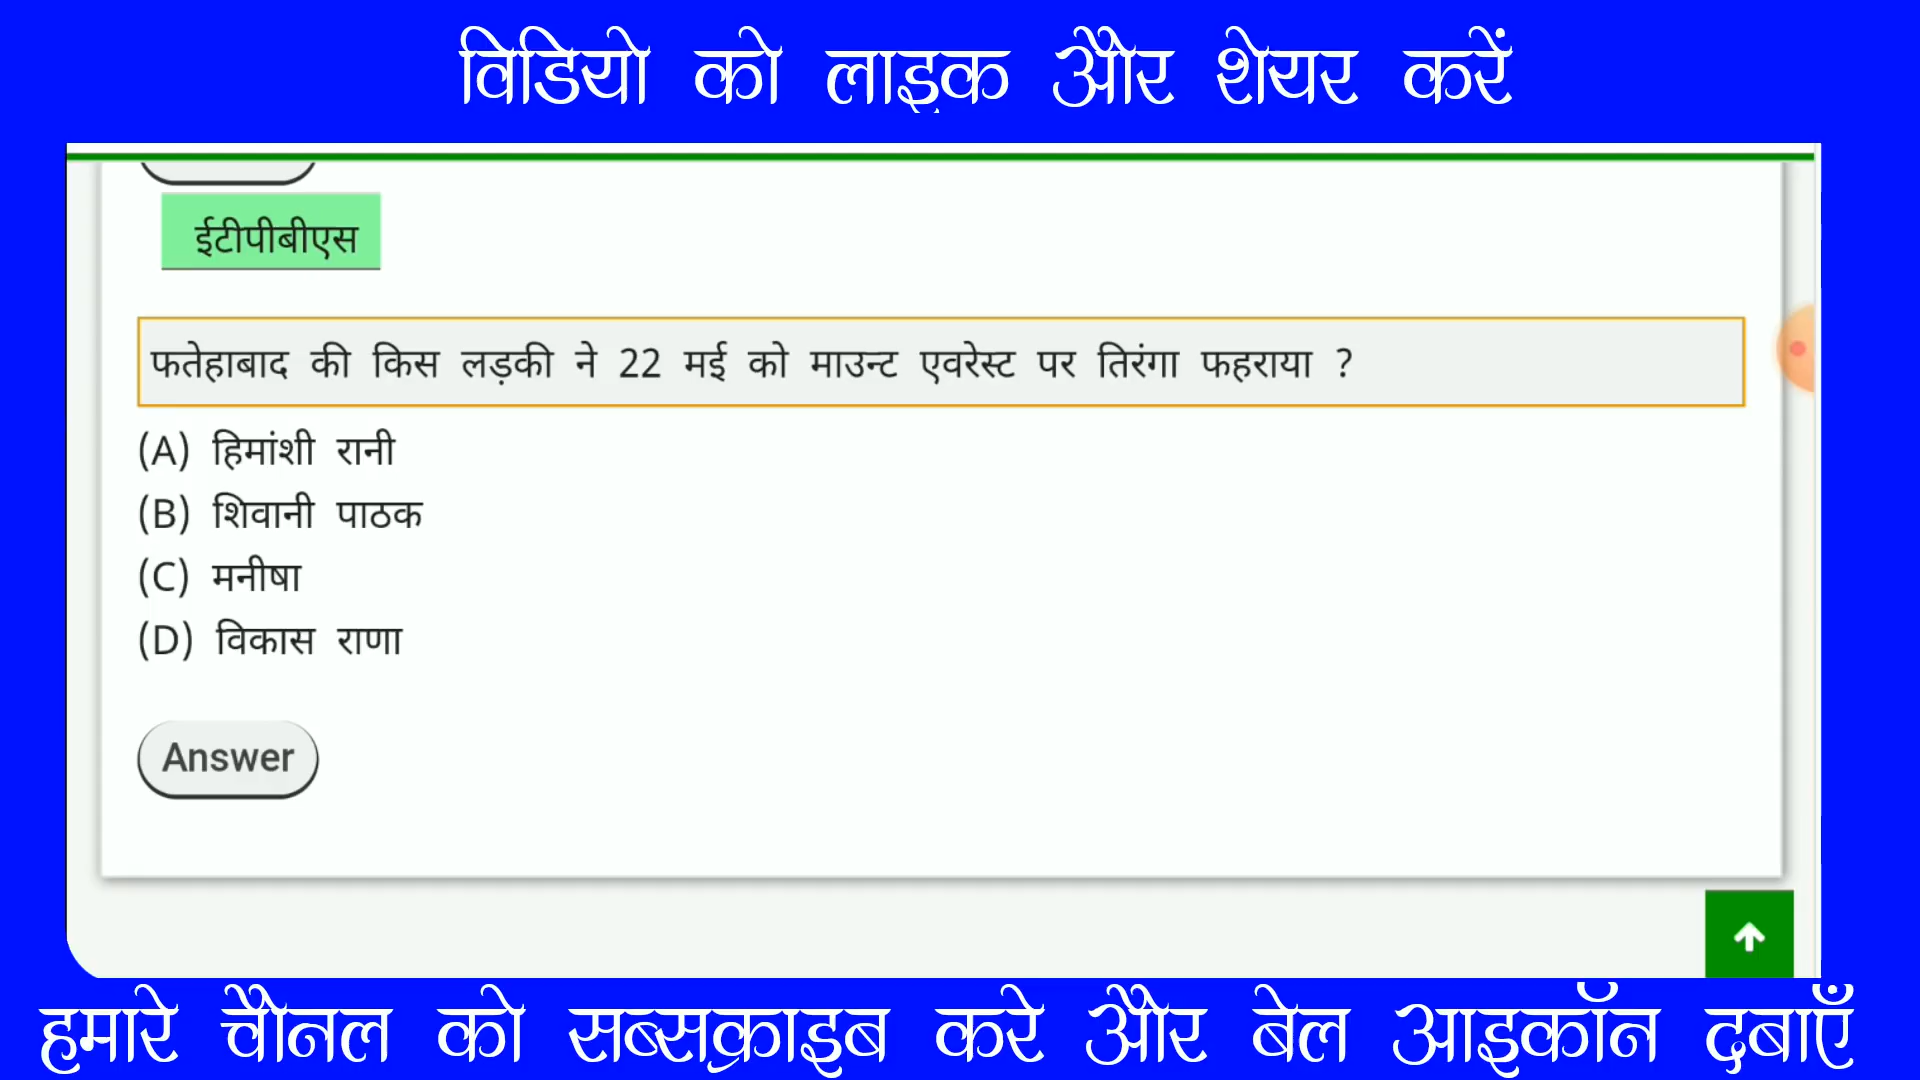 विडियो को लाइक और शेयर करें
ईटीपीबीएस
फतेहाबाद की किस लड़की ने 22 मई को माउन्ट एवरेस्ट पर तिरंगा फहराया ?
(A) हिमांशी रानी
(B) शिवानी पाठक
(C) मनीषा
(D) विकास राणा
Answer
हमारे चैानल को सब्सक्राइब करे और बेल आइकॉन दबाएँ